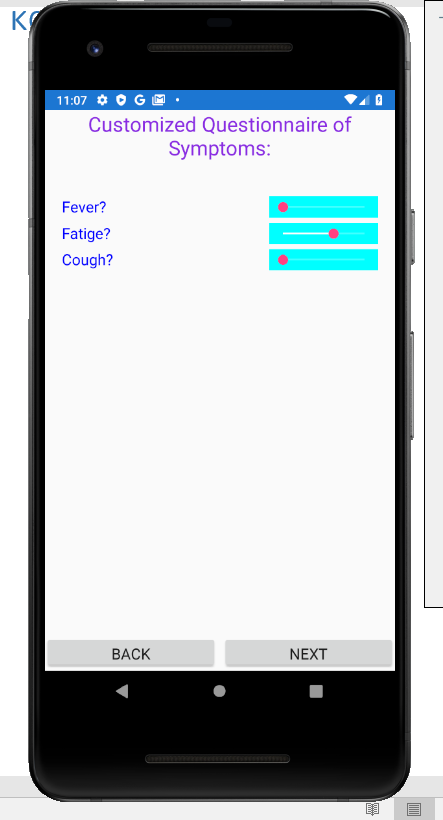 11:07
Customized Questionnaire of
Symptoms:
Fever?
Fatige?
Cough?
BACK NEXT